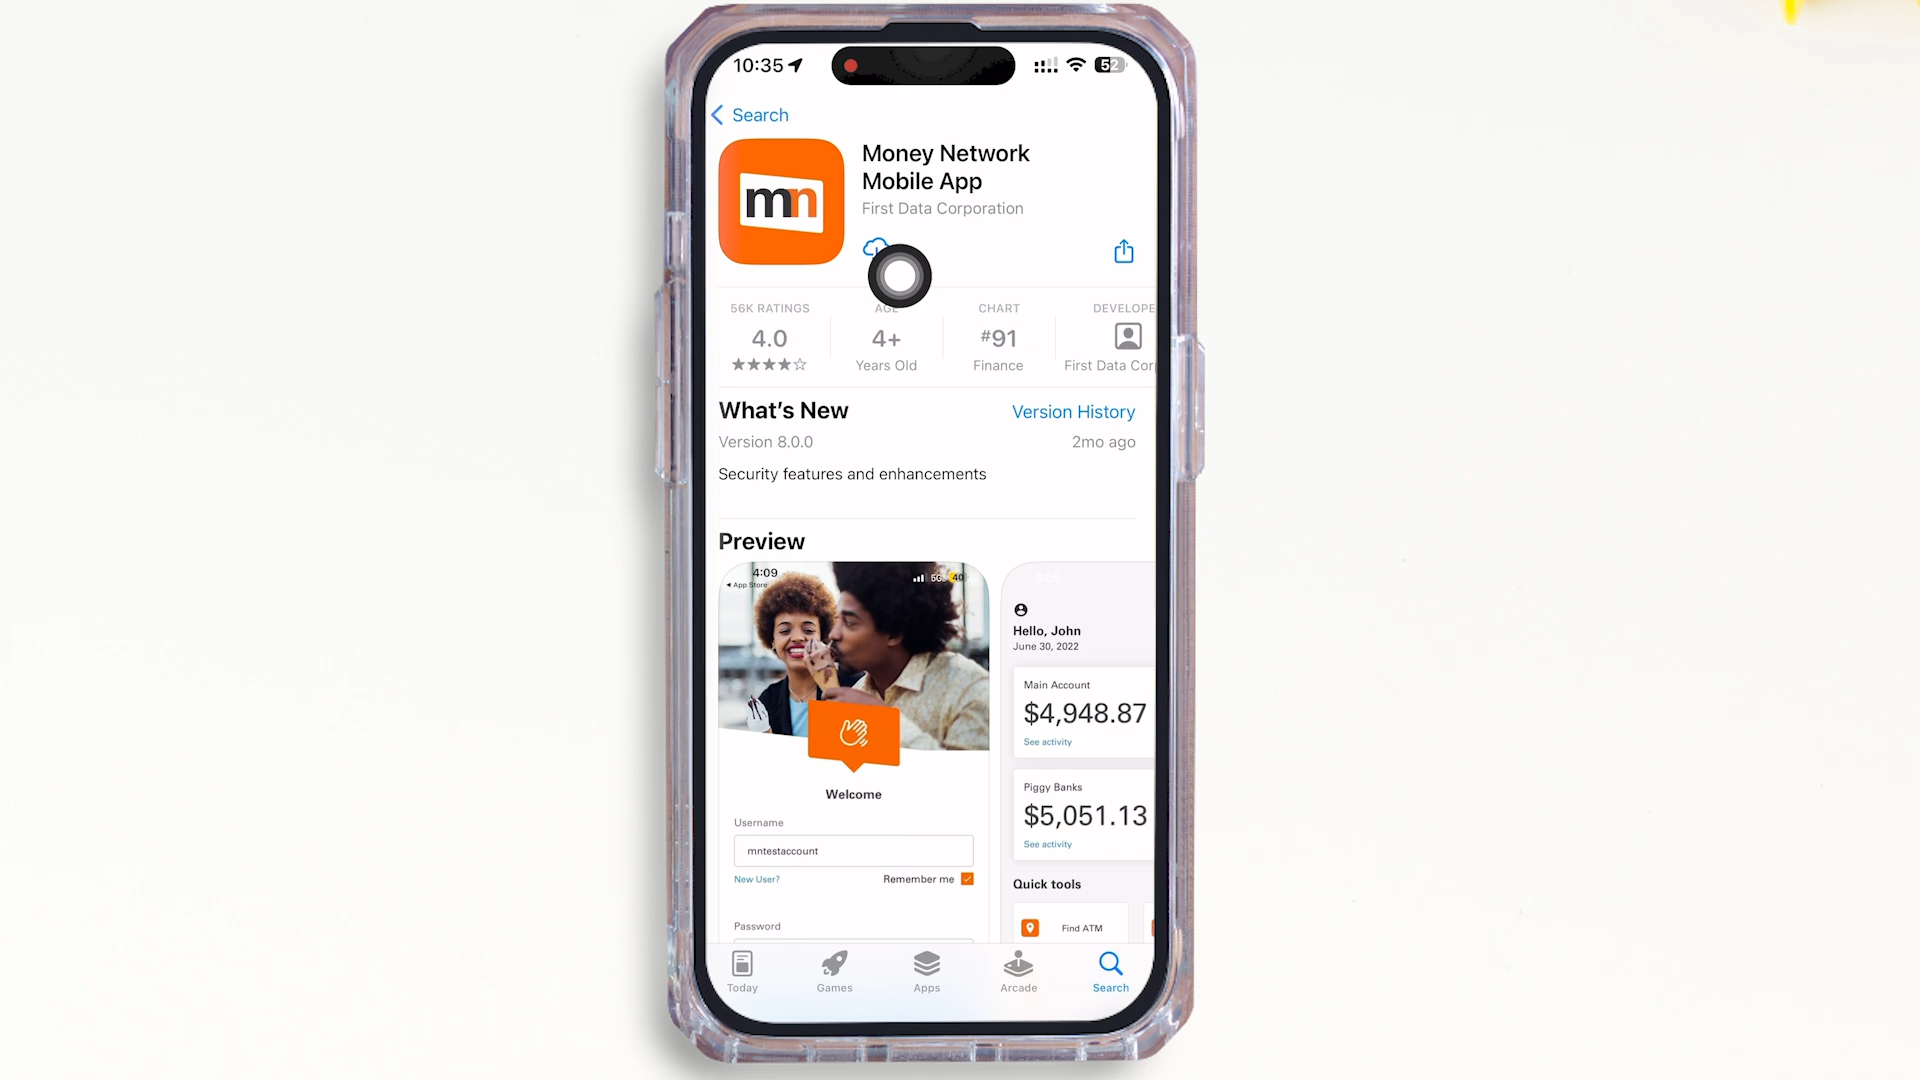 10:35
52
Search
mn
Money Network
Mobile App
First Data Corporation
56K RATINGS
4.0
AGE
4+
Years Old
CHART
#91
Finance
DEVELOPE
First Data Cor
What's New
Version History
Version 8.0.0
2mo ago
Security features and enhancements
Preview
4:09
App Store
5G
40
Welcome
Username
mntestaccount
New User?
Remember me
Password
Hello, John
June 30, 2022
Main Account
$4,948.87
See activity
Piggy Banks
$5,051.13
See activity
Quick tools
Find ATM
Today
Games
Apps
Arcade
Search